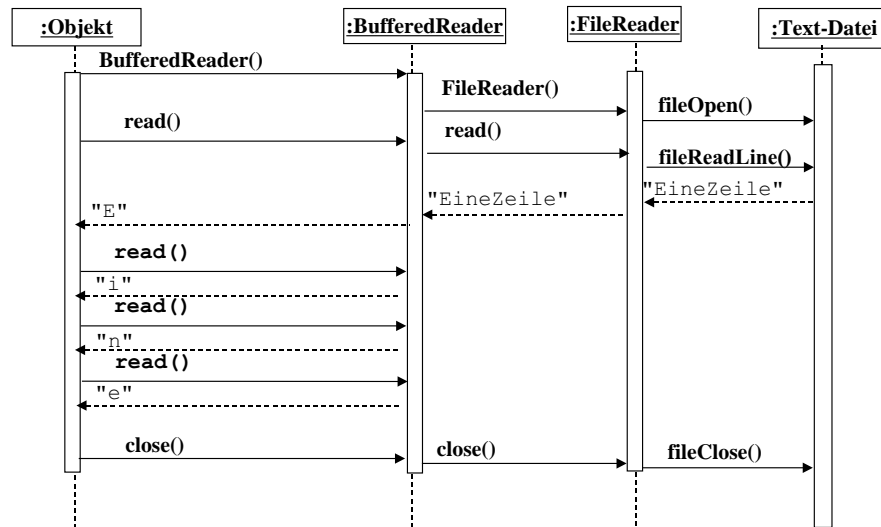 :Objekt
:BufferedReader
:FileReader
:Text-Datei
BufferedReader()
FileReader()
fileOpen()
read()
read()
fileReadLine()
"EineZeile"
"EineZeile"
"E"
read()
"i"
read()
"n"
read()
"e"
close()
close()
fileClose()